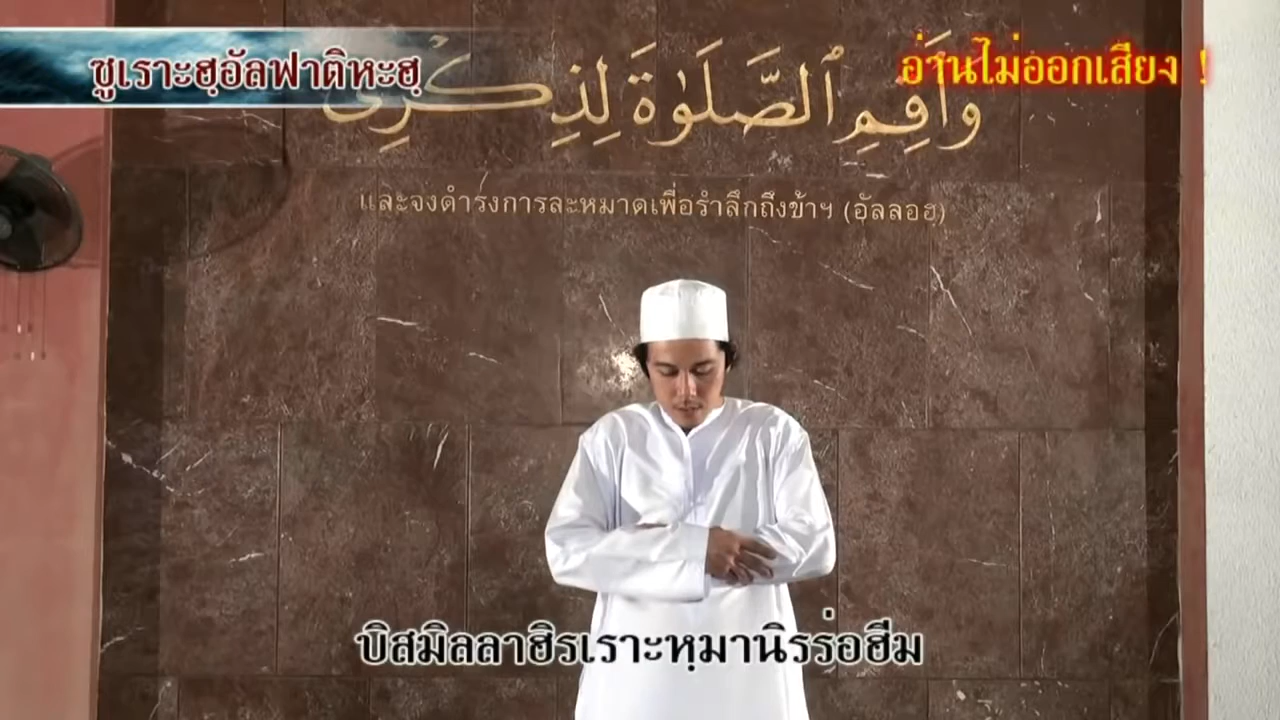 ซูเราะฮฺอัลฟาติหะฮฺ
อ่านไม่ออกเสียง !
وَأَقِمِ ٱلصَّلَوٰةَ لِذِكْرِى
และจงดำรงการละหมาดเพื่อรำลึกถึงข้าฯ (อัลลอฮ)
บิสมิลลาฮิรเราะหฺมานิรร่อฮีม